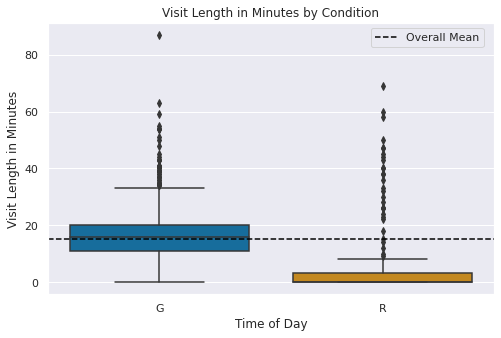 Visit Length in Minutes by Condition
Overall Mean
Visit Length in Minutes
80
60
40
20
0
G R
Time of Day